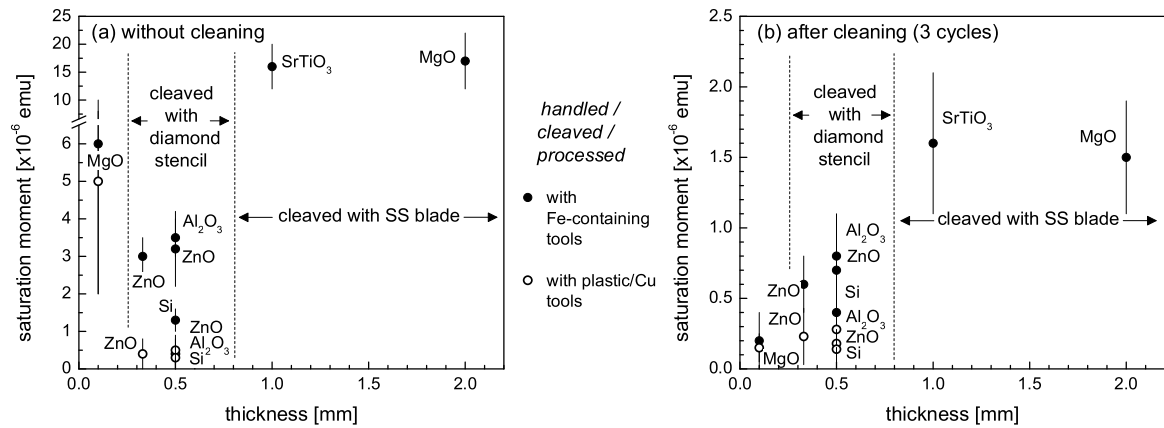 (a) without cleaning
saturation moment [x10⁻⁶ emu]
25
20
15
10
6
5
4
3
2
1
0
cleaved
with
diamond
stencil
SrTiO₃
MgO
MgO
cleaved with SS blade
Al₂O₃
ZnO
ZnO
Si
ZnO
ZnO
Al₂O₃
Si
0.0
0.5
1.0
1.5
2.0
thickness [mm]
handled /
cleaved /
processed
with
Fe-containing
tools
with plastic/Cu
tools
(b) after cleaning (3 cycles)
saturation moment [x10⁻⁶ emu]
2.5
2.0
1.5
1.0
0.5
0.0
cleaved
with
diamond
stencil
SrTiO₃
MgO
cleaved with SS blade
Al₂O₃
ZnO
ZnO
Si
ZnO
Al₂O₃
ZnO
Si
MgO
0.0
0.5
1.0
1.5
2.0
thickness [mm]